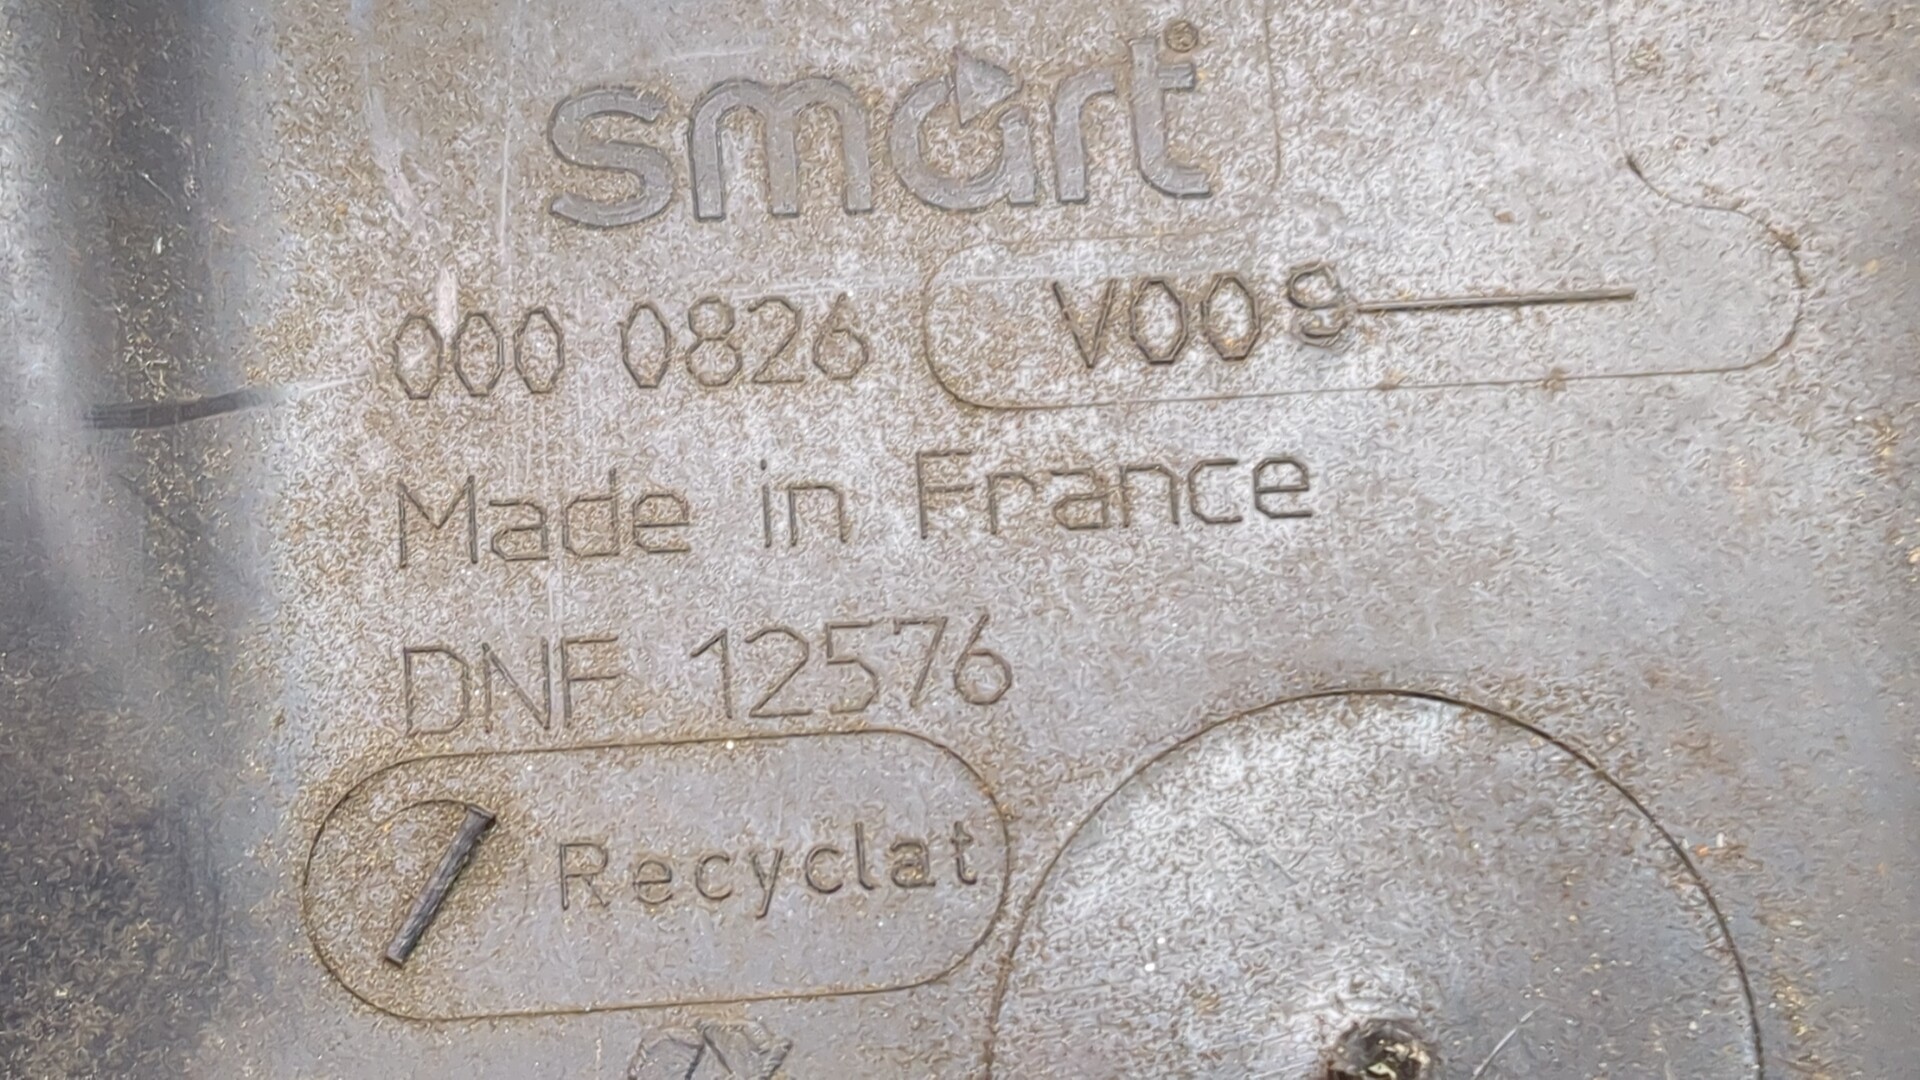 smart
000 0826 V009
Made in France
DNF 12576
Recyclat